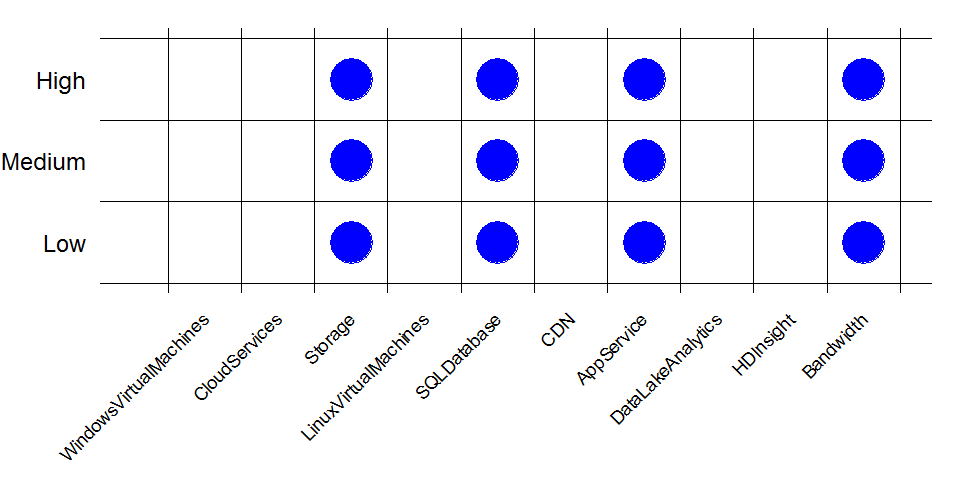 High
Medium
Low
WindowsVirtualMachines
CloudServices
Storage
LinuxVirtualMachines
SQLDatabase
CDN
AppService
DataLakeAnalytics
HDInsight
Bandwidth